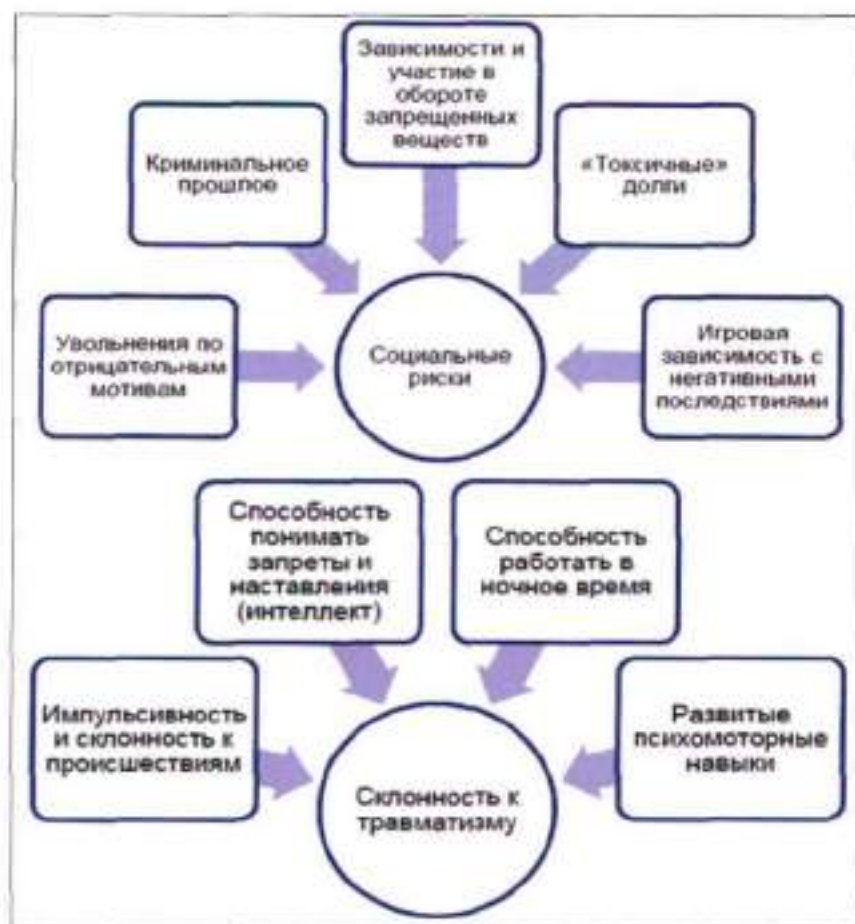 Зависимости и
участие в
обороте
запрещенных
веществ
Криминальное
прошлое
«Токсичные»
долги
Увольнения по
отрицательным
мотивам
Социальные
риски
Игровая
зависимость с
негативными
последствиями
Способность
понимать
запреты и
наставления
(интеллект)
Способность
работать в
ночное время
Импульсивность
и склонность к
происшествиям
Склонность к
травматизму
Развитые
психомоторные
навыки